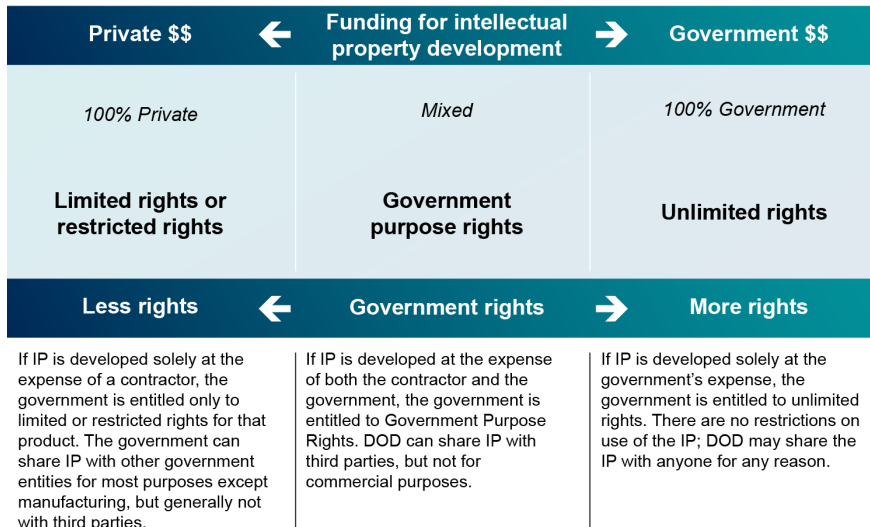 Private $$ ← Funding for intellectual property development → Government $$
100% Private
Mixed
100% Government
Limited rights or
restricted rights
Government
purpose rights
Unlimited rights
Less rights ← Government rights → More rights
If IP is developed solely at the
expense of a contractor, the
government is entitled only to
limited or restricted rights for that
product. The government can
share IP with other government
entities for most purposes except
manufacturing, but generally not
with third parties.
If IP is developed at the expense
of both the contractor and the
government, the government is
entitled to Government Purpose
Rights. DOD can share IP with
third parties, but not for
commercial purposes.
If IP is developed solely at the
government’s expense, the
government is entitled to unlimited
rights. There are no restrictions on
use of the IP; DOD may share the
IP with anyone for any reason.